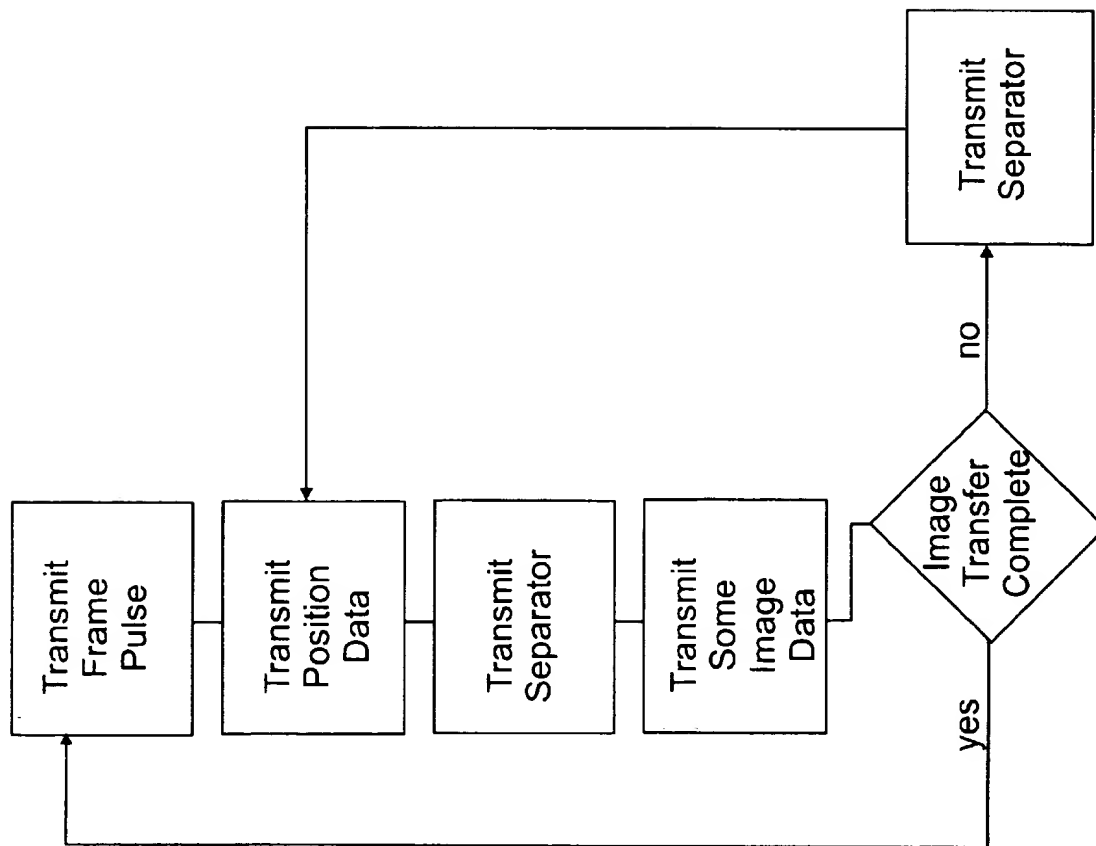 Transmit
Frame
Pulse
Transmit
Position
Data
Transmit
Separator
Transmit
Some
Image
Data
Image
Transfer
Complete
yes
no
Transmit
Separator